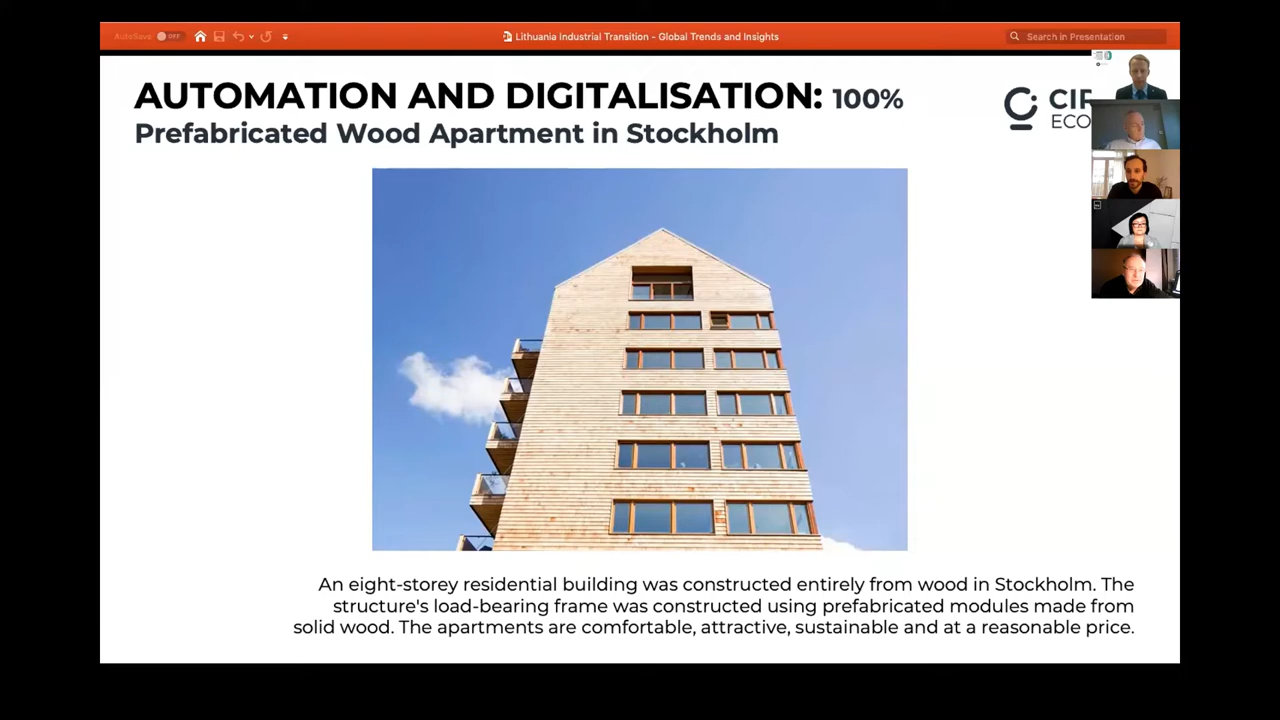 AutoSave OFF
Lithuania Industrial Transition - Global Trends and Insights
Search in Presentation
AUTOMATION AND DIGITALISATION: 100%
Prefabricated Wood Apartment in Stockholm
An eight-storey residential building was constructed entirely from wood in Stockholm. The
structure's load-bearing frame was constructed using prefabricated modules made from
solid wood. The apartments are comfortable, attractive, sustainable and at a reasonable price.